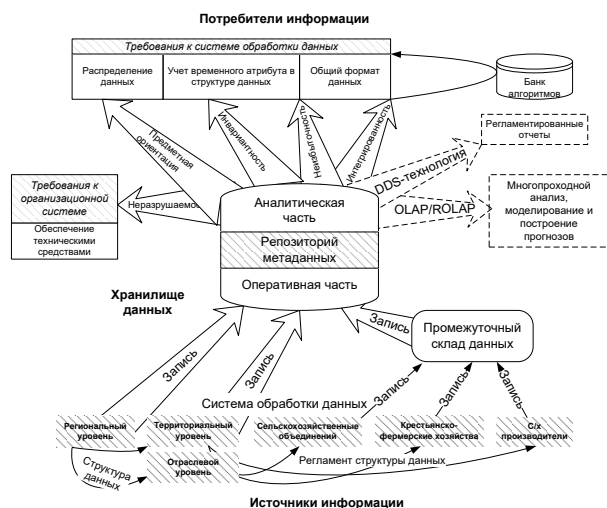 Потребители информации
Требования к системе обработки данных
Распределение
данных
Учет временного атрибута в
структуре данных
Общий формат
данных
Банк
алгоритмов
Регламентированные
отчеты
Предметная
ориентация
Инвариантность
Неизбыточность
Интегрированность
DDS-технология
Требования к
организационной
системе
Обеспечение
техническими
средствами
Неразрушаемость
Аналитическая
часть
OLAP/ROLAP
Многопроходной
анализ,
моделирование и
построение
прогнозов
Репозиторий
метаданных
Оперативная часть
Хранилище
данных
Запись
Промежуточный
склад данных
Запись
Запись
Запись
Запись
Запись
Запись
Система обработки данных
Региональный
уровень
Территориальный
уровень
Сельскохозяйственные
объединений
Крестьянско-
фермерские хозяйства
С/х
производители
Структура
данных
Отраслевой
уровень
Регламент структуры данных
Источники информации